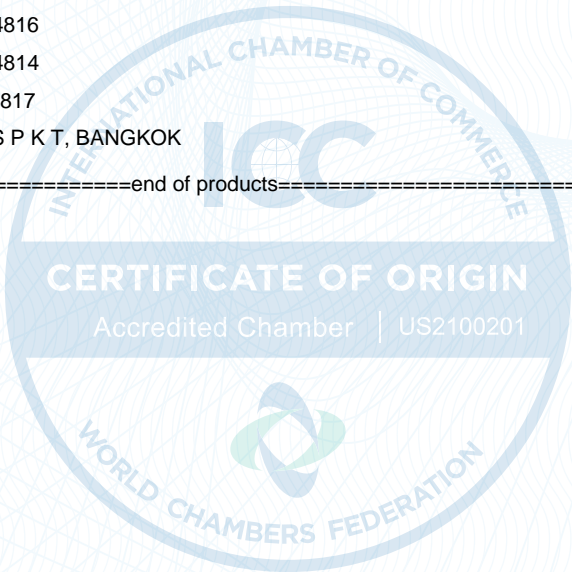 4816
4814
817
S P K T, BANGKOK
===========end of products========================
INTERNATIONAL CHAMBER OF COMMERCE
ICC
CERTIFICATE OF ORIGIN
Accredited Chamber | US2100201
WORLD CHAMBERS FEDERATION